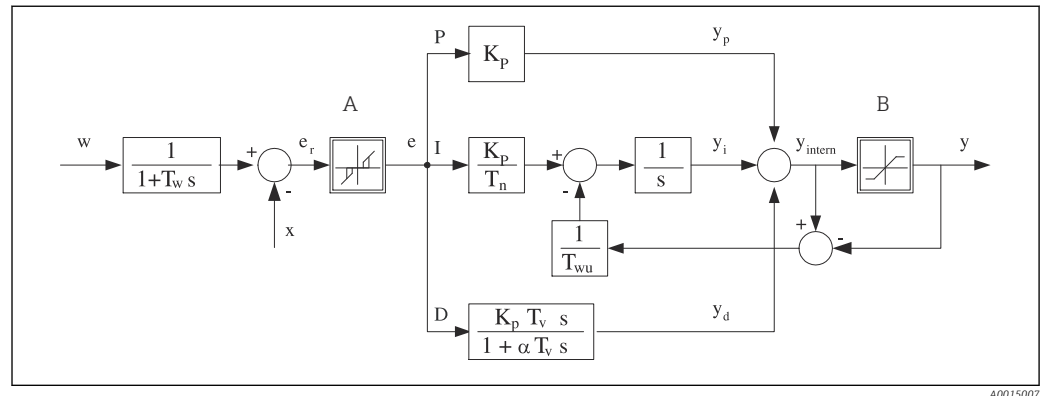 P
K_P
y_p
A
B
w
1
1+T_w s
+
-
e_r
e
I
K_P
T_n
+
-
1
s
y_i
y_intern
y
x
1
T_wu
+
-
D
K_p T_v s
1 + α T_v s
y_d
A0015007